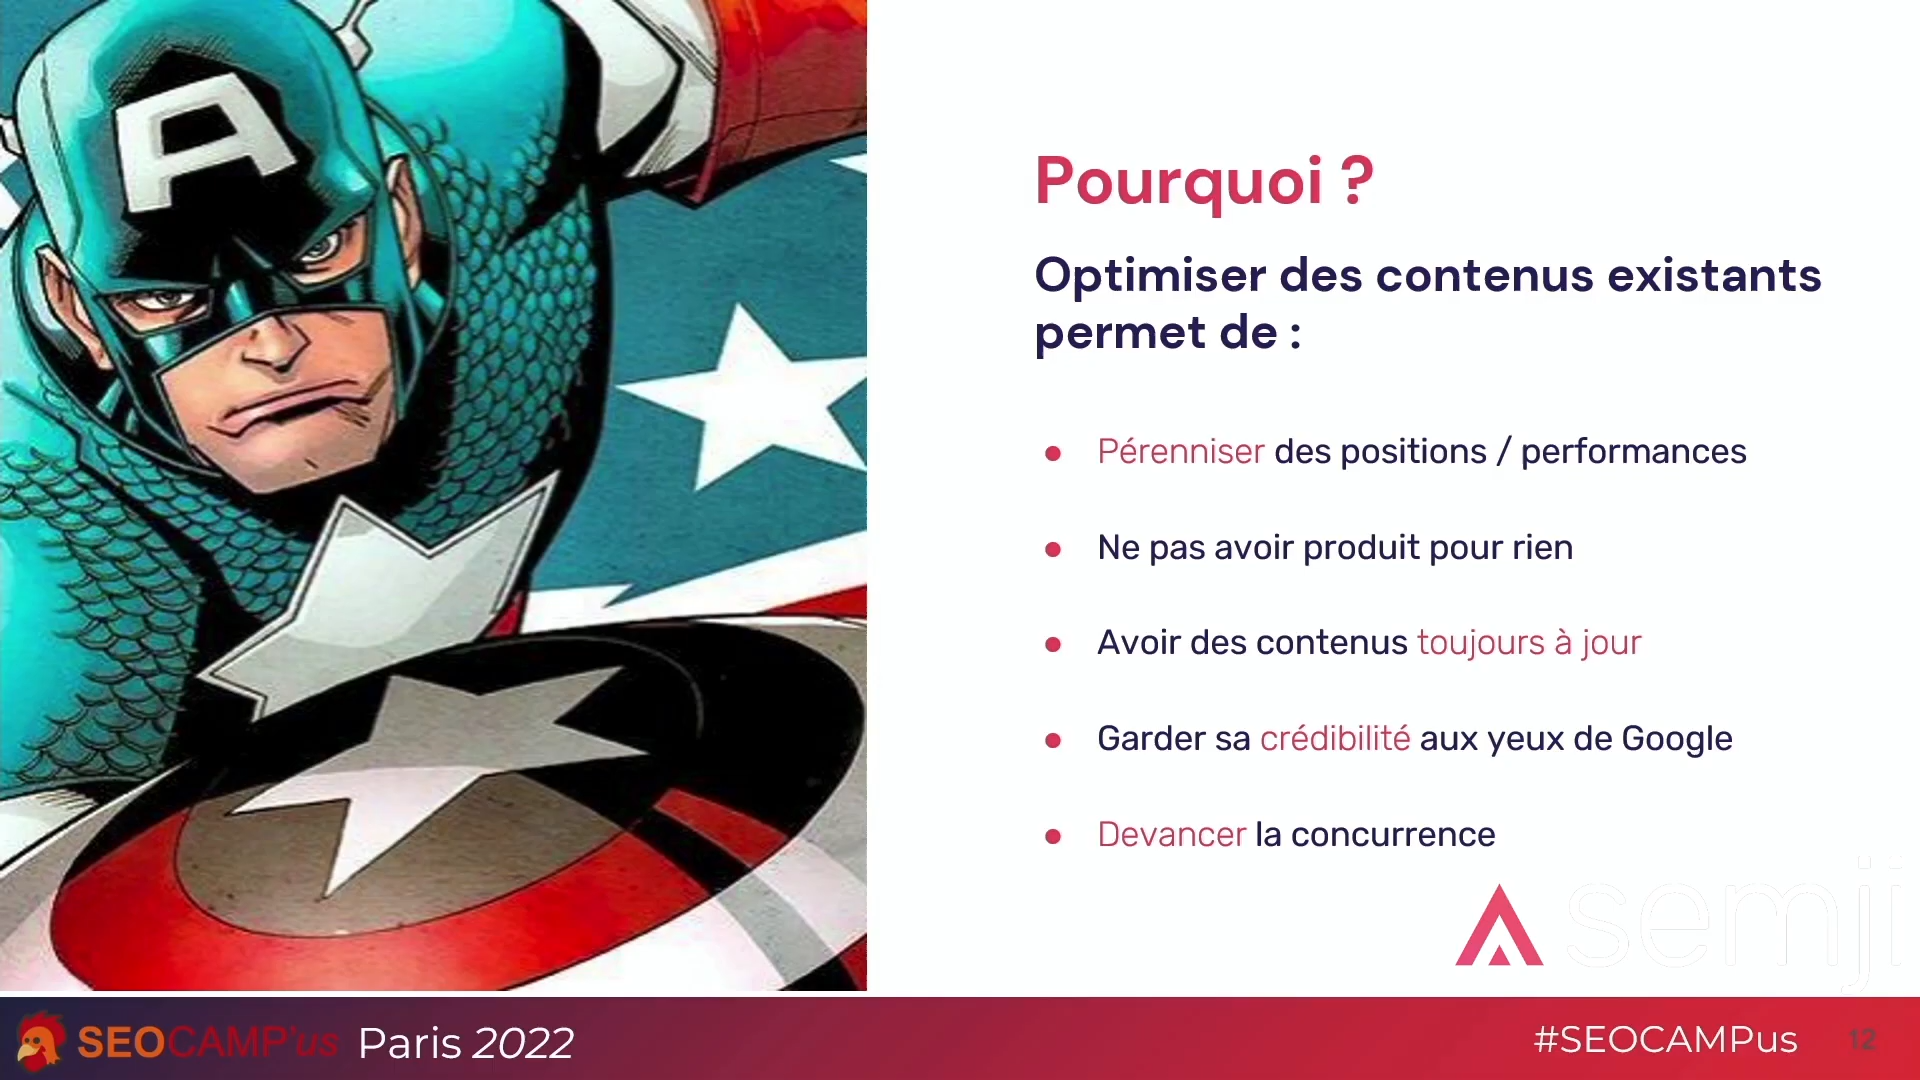 A
Pourquoi ?
Optimiser des contenus existants
permet de :
● Pérenniser des positions / performances
● Ne pas avoir produit pour rien
● Avoir des contenus toujours à jour
● Garder sa crédibilité aux yeux de Google
● Devancer la concurrence
semji
SEOCAMP'us Paris 2022
#SEOCAMPus
12